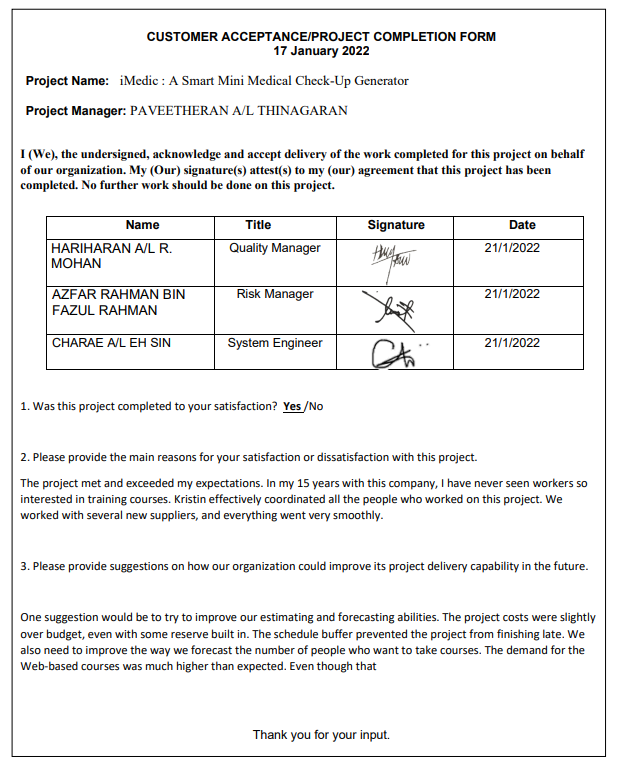 CUSTOMER ACCEPTANCE/PROJECT COMPLETION FORM
17 January 2022
Project Name: iMedic : A Smart Mini Medical Check-Up Generator
Project Manager: PAVEETHERAN A/L THINAGARAN
I (We), the undersigned, acknowledge and accept delivery of the work completed for this project on behalf
of our organization. My (Our) signature(s) attest(s) to my (our) agreement that this project has been
completed. No further work should be done on this project.
Name Title Signature Date
HARIHARAN A/L R. Quality Manager 21/1/2022
MOHAN
AZFAR RAHMAN BIN Risk Manager 21/1/2022
FAZUL RAHMAN
CHARAE A/L EH SIN System Engineer 21/1/2022
1. Was this project completed to your satisfaction? Yes /No
2. Please provide the main reasons for your satisfaction or dissatisfaction with this project.
The project met and exceeded my expectations. In my 15 years with this company, I have never seen workers so
interested in training courses. Kristin effectively coordinated all the people who worked on this project. We
worked with several new suppliers, and everything went very smoothly.
3. Please provide suggestions on how our organization could improve its project delivery capability in the future.
One suggestion would be to try to improve our estimating and forecasting abilities. The project costs were slightly
over budget, even with some reserve built in. The schedule buffer prevented the project from finishing late. We
also need to improve the way we forecast the number of people who want to take courses. The demand for the
Web-based courses was much higher than expected. Even though that
Thank you for your input.